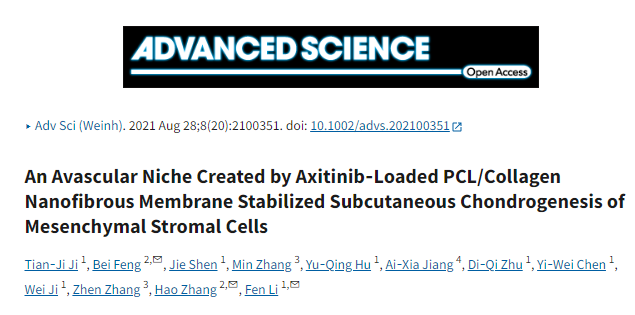 ADVANCED SCIENCE
Open Access
▸ Adv Sci (Weinh). 2021 Aug 28;8(20):2100351. doi: 10.1002/advs.202100351
An Avascular Niche Created by Axitinib-Loaded PCL/Collagen
Nanofibrous Membrane Stabilized Subcutaneous Chondrogenesis of
Mesenchymal Stromal Cells
Tian-Ji Ji 1, Bei Feng 2,✉, Jie Shen 1, Min Zhang 3, Yu-Qing Hu 1, Ai-Xia Jiang 4, Di-Qi Zhu 1, Yi-Wei Chen 1,
Wei Ji 1, Zhen Zhang 3, Hao Zhang 2,✉, Fen Li 1,✉